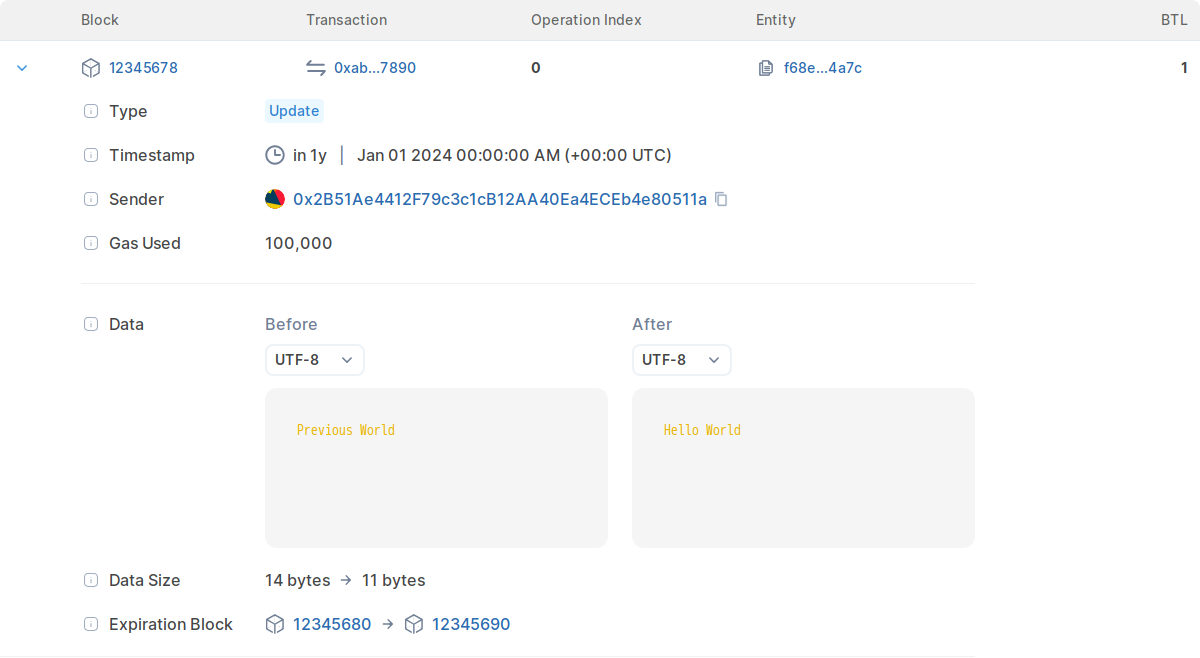 Block Transaction Operation Index Entity BTL
12345678 0xab...7890 0 f68e...4a7c 1
Type Update
Timestamp in 1y | Jan 01 2024 00:00:00 AM (+00:00 UTC)
Sender 0x2B51Ae4412F79c3c1cB12AA40Ea4ECEb4e80511a
Gas Used 100,000
Data Before After
UTF-8 UTF-8
Previous World Hello World
Data Size 14 bytes → 11 bytes
Expiration Block 12345680 → 12345690